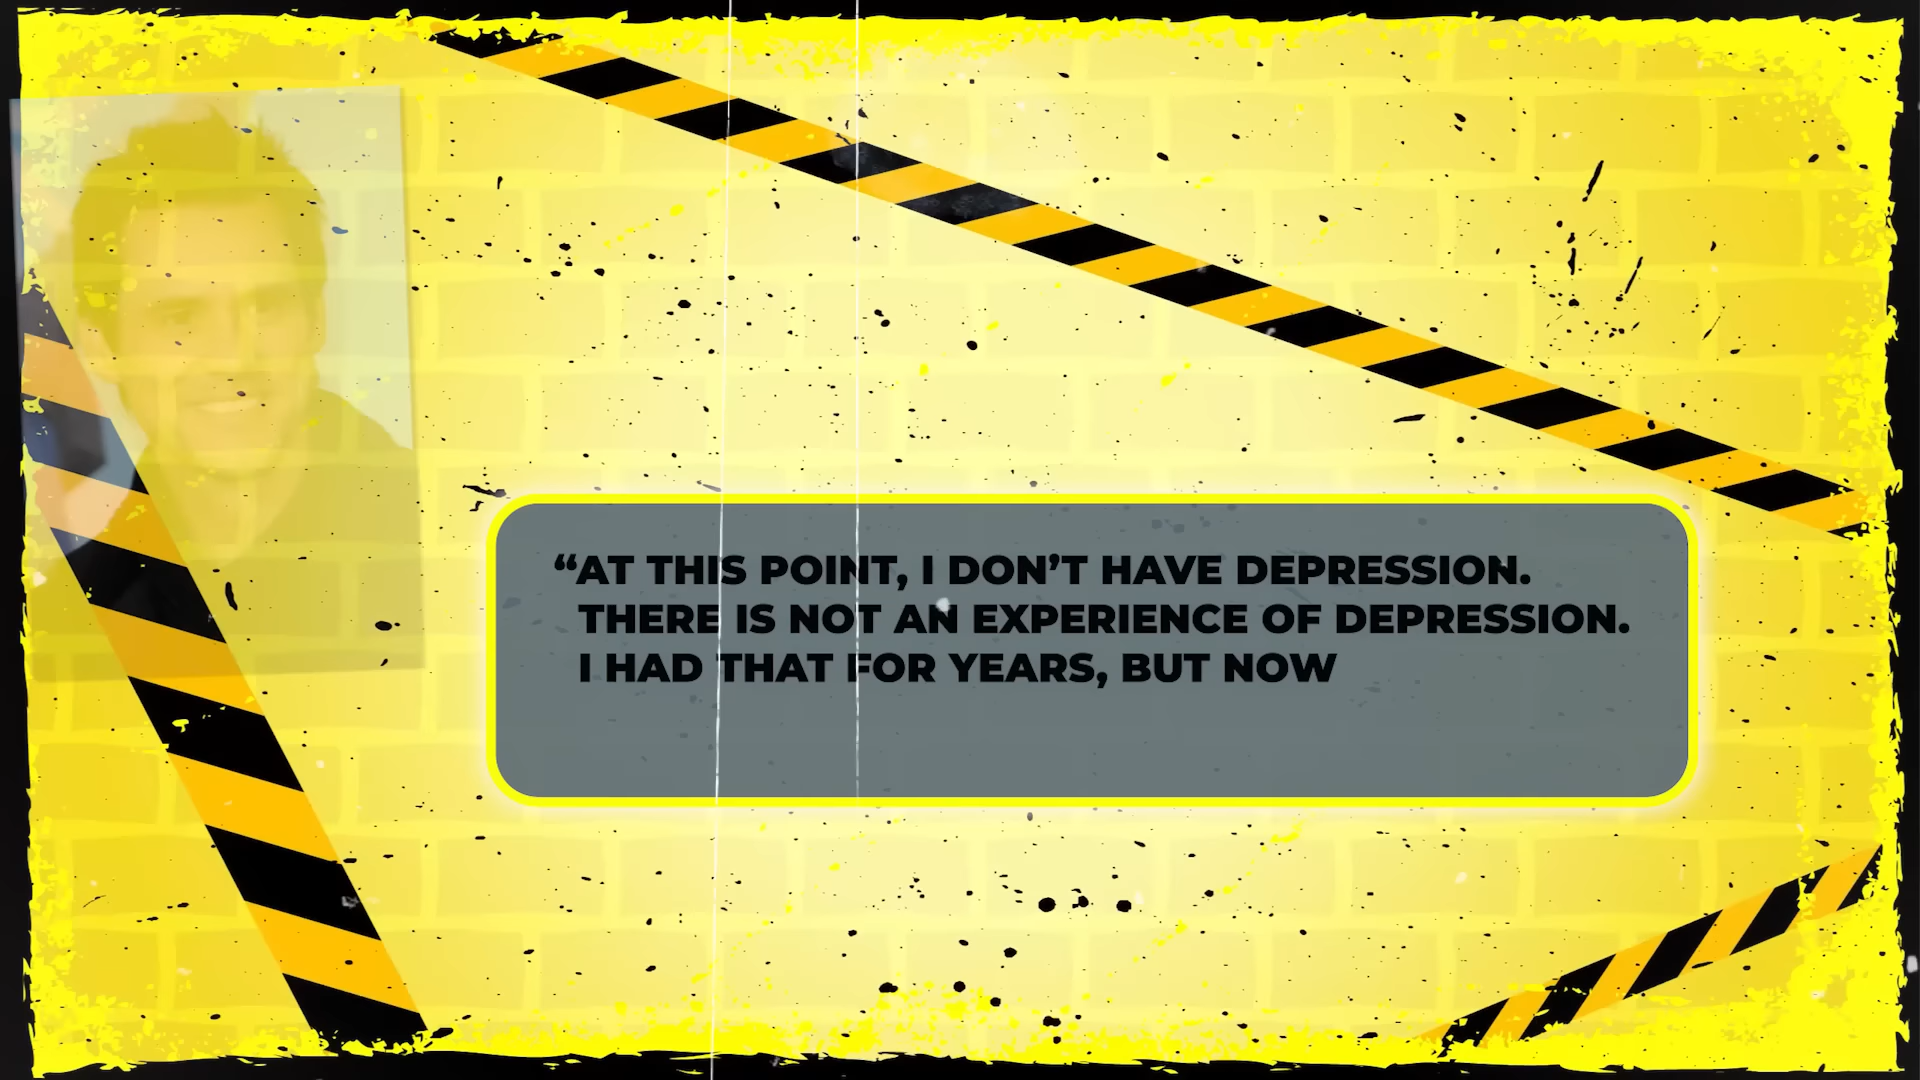 “AT THIS POINT, I DON’T HAVE DEPRESSION.
THERE IS NOT AN EXPERIENCE OF DEPRESSION.
I HAD THAT FOR YEARS, BUT NOW